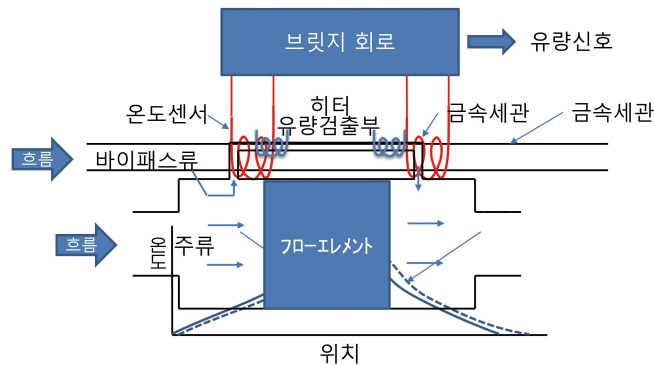 브릿지 회로
유량신호
온도센서
히터
유량검출부
금속세관
금속세관
흐름
바이패스류
흐름
온도
주류
フローエレメント
위치